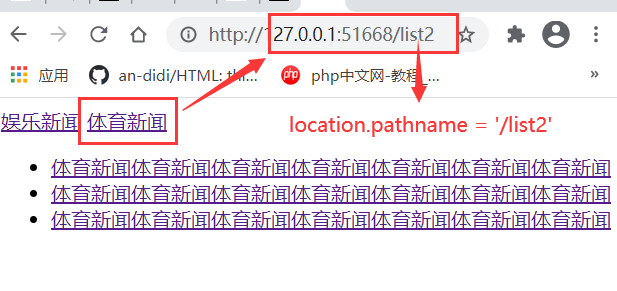 http://127.0.0.1:51668/list2
应用 an-didi/HTML: th... php php中文网-教程_... »
娱乐新闻 体育新闻
location.pathname = '/list2'
体育新闻体育新闻体育新闻体育新闻体育新闻体育新闻体育新闻
体育新闻体育新闻体育新闻体育新闻体育新闻体育新闻体育新闻
体育新闻体育新闻体育新闻体育新闻体育新闻体育新闻体育新闻